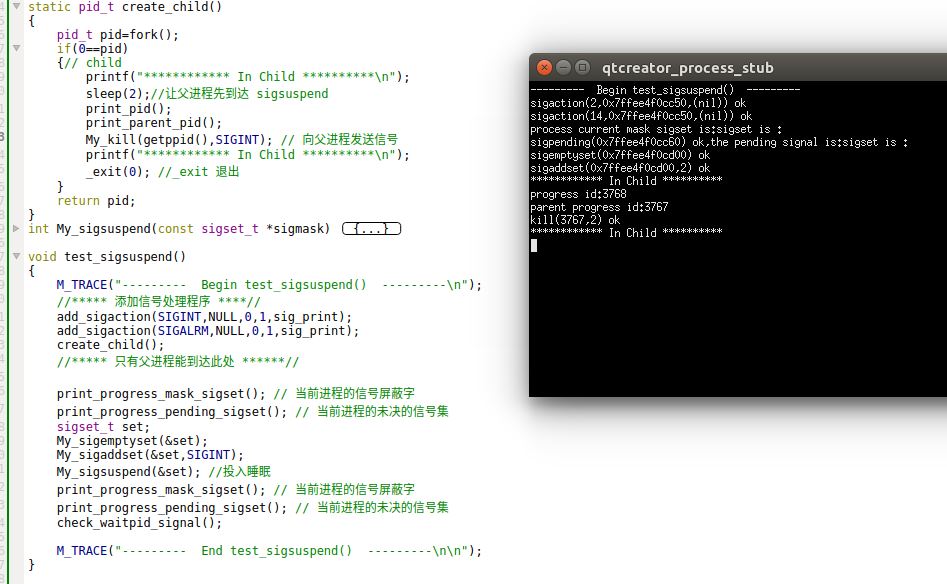 static pid_t create_child()
{
    pid_t pid=fork();
    if(0==pid)
    {// child
        printf("************ In Child **********\n");
        sleep(2);//让父进程先到达 sigsuspend
        print_pid();
        print_parent_pid();
        My_kill(getppid(),SIGINT); // 向父进程发送信号
        printf("************ In Child **********\n");
        _exit(0); //_exit 退出
    }
    return pid;
}
int My_sigsuspend(const sigset_t *sigmask) {...}
void test_sigsuspend()
{
    M_TRACE("---------  Begin test_sigsuspend()  ---------\n");
    //***** 添加信号处理程序 ****//
    add_sigaction(SIGINT,NULL,0,1,sig_print);
    add_sigaction(SIGALRM,NULL,0,1,sig_print);
    create_child();
    //***** 只有父进程能到达此处 ******//
    print_progress_mask_sigset(); // 当前进程的信号屏蔽字
    print_progress_pending_sigset(); // 当前进程的未决的信号集
    sigset_t set;
    My_sigemptyset(&set);
    My_sigaddset(&set,SIGINT);
    My_sigsuspend(&set); //投入睡眠
    print_progress_mask_sigset(); // 当前进程的信号屏蔽字
    print_progress_pending_sigset(); // 当前进程的未决的信号集
    check_waitpid_signal();
    M_TRACE("---------  End test_sigsuspend()  ---------\n\n");
}
qtcreator_process_stub
---------  Begin test_sigsuspend()  ---------
sigaction(2,0x7ffee4f0cc50,(nil)) ok
sigaction(14,0x7ffee4f0cc50,(nil)) ok
process current mask sigset is:sigset is :
sigpending(0x7ffee4f0cc60) ok,the pending signal is:sigset is :
sigemptyset(0x7ffee4f0cd00) ok
sigaddset(0x7ffee4f0cd00,2) ok
************ In Child **********
progress id:3768
parent progress id:3767
kill(3767,2) ok
************ In Child **********